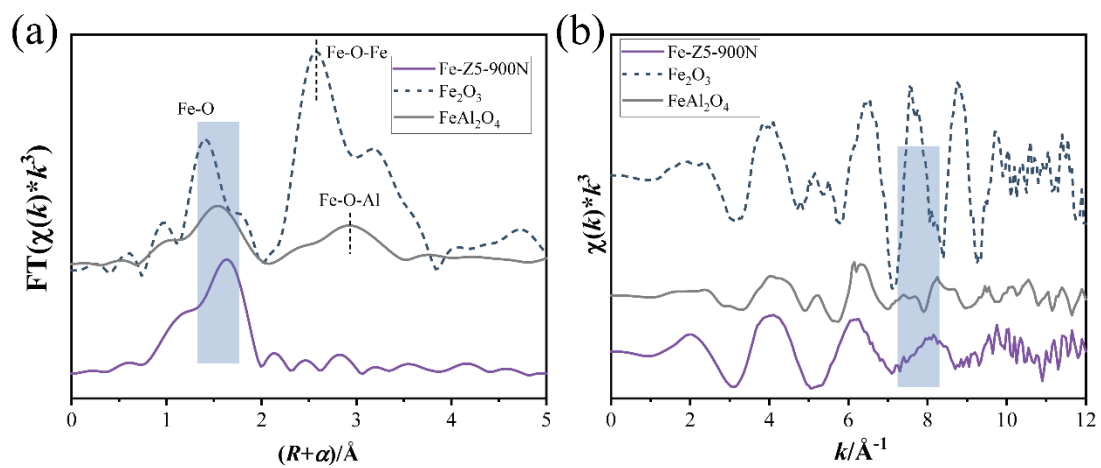 (a)
Fe-O-Fe
Fe-Z5-900N
Fe₂O₃
FeAl₂O₄
Fe-O
Fe-O-Al
FT(χ(k)*k³)
0 1 2 3 4 5
(R+α)/Å
(b)
Fe-Z5-900N
Fe₂O₃
FeAl₂O₄
χ(k)*k³
0 2 4 6 8 10 12
k/Å⁻¹